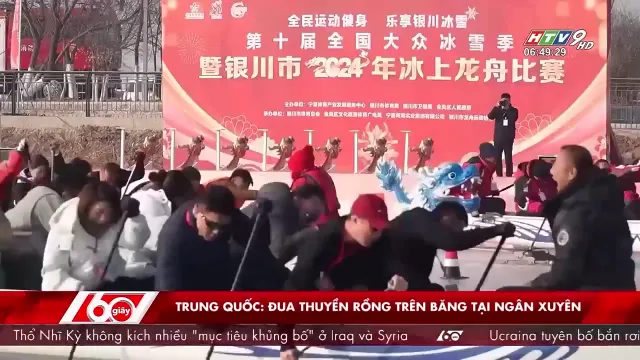 全民运动健身 乐享银川冰雪
第十届全国大众冰雪季
暨银川市 2024 年冰上龙舟比赛
HTV9 HD
06:49:29
60 giây
TRUNG QUỐC: ĐUA THUYỀN RỒNG TRÊN BĂNG TẠI NGÂN XUYÊN
Thổ Nhĩ Kỳ không kích nhiều "mục tiêu khủng bố" ở Iraq và Syria 60 Ucraina tuyên bố bắn rơi